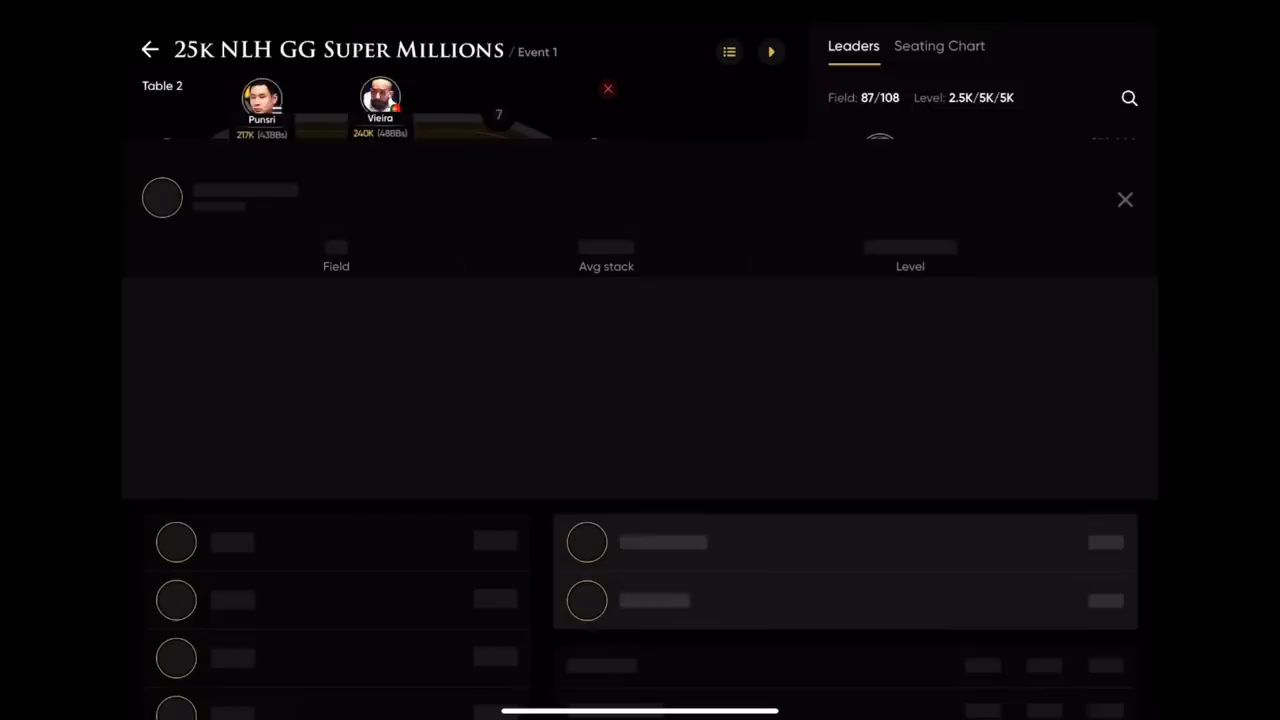 25K NLH GG SUPER MILLIONS / Event 1
Leaders Seating Chart
Table 2
Field: 87/108 Level: 2.5K/5K/5K
Punsri
217K (43BBs)
Vieira
240K (48BBs)
7
Field
Avg stack
Level